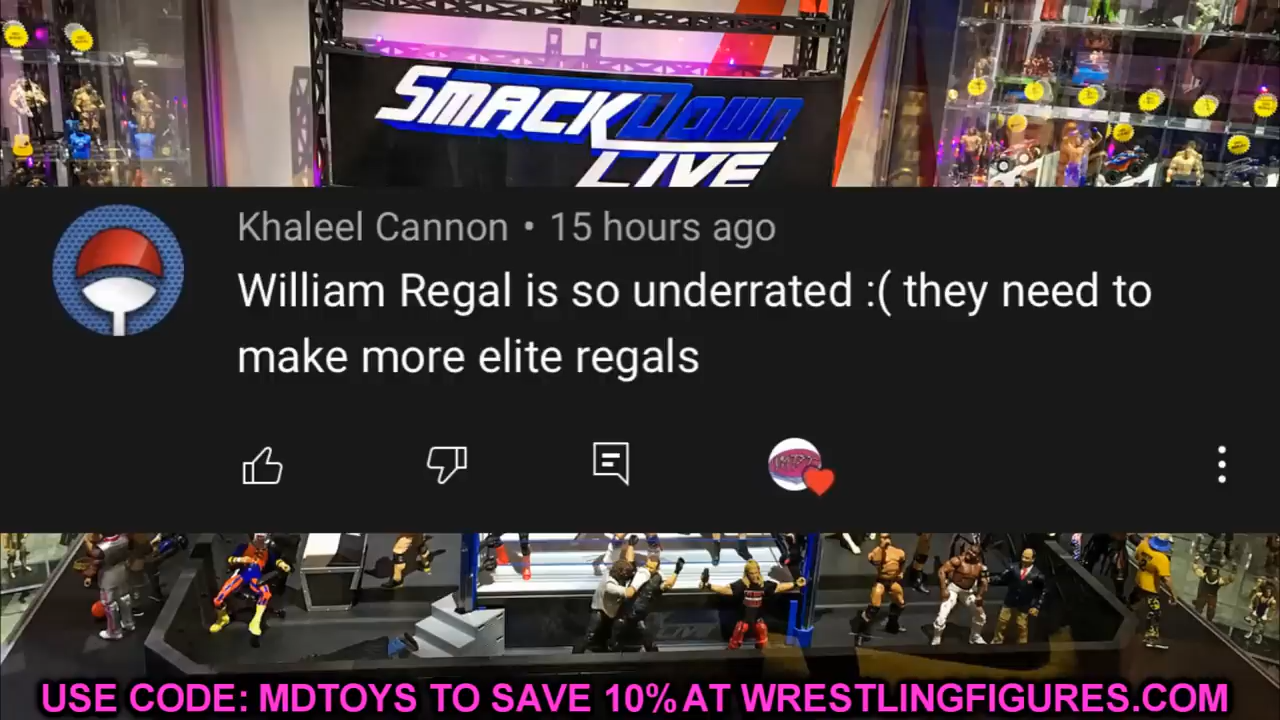 SMACKDOWN
LIVE
Khaleel Cannon • 15 hours ago
William Regal is so underrated :( they need to
make more elite regals
USE CODE: MDTOYS TO SAVE 10% AT WRESTLINGFIGURES.COM